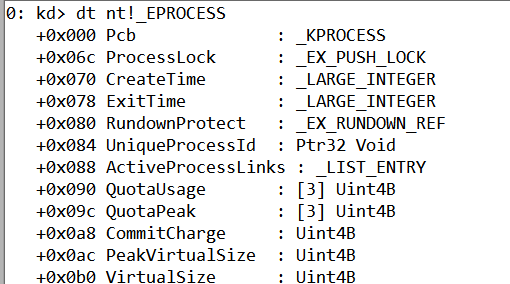 0: kd> dt nt!_EPROCESS
+0x000 Pcb : _KPROCESS
+0x06c ProcessLock : _EX_PUSH_LOCK
+0x070 CreateTime : _LARGE_INTEGER
+0x078 ExitTime : _LARGE_INTEGER
+0x080 RundownProtect : _EX_RUNDOWN_REF
+0x084 UniqueProcessId : Ptr32 Void
+0x088 ActiveProcessLinks : _LIST_ENTRY
+0x090 QuotaUsage : [3] Uint4B
+0x09c QuotaPeak : [3] Uint4B
+0x0a8 CommitCharge : Uint4B
+0x0ac PeakVirtualSize : Uint4B
+0x0b0 VirtualSize : Uint4B